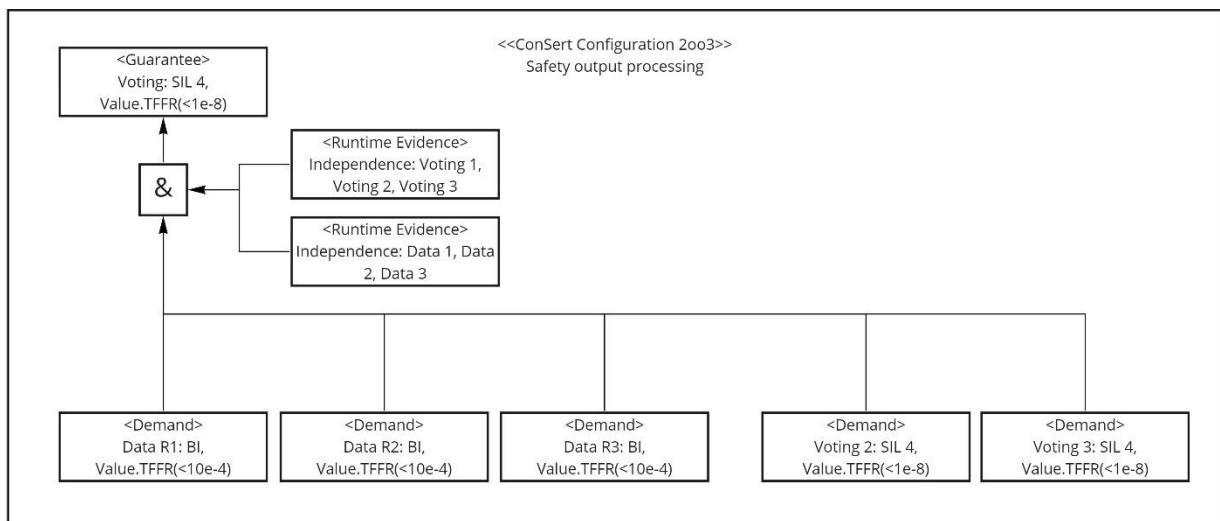 <<ConSert Configuration 2oo3>>
Safety output processing
<Guarantee>
Voting: SIL 4,
Value.TFFR(<1e-8)
&
<Runtime Evidence>
Independence: Voting 1,
Voting 2, Voting 3
<Runtime Evidence>
Independence: Data 1, Data
2, Data 3
<Demand>
Data R1: BI,
Value.TFFR(<10e-4)
<Demand>
Data R2: BI,
Value.TFFR(<10e-4)
<Demand>
Data R3: BI,
Value.TFFR(<10e-4)
<Demand>
Voting 2: SIL 4,
Value.TFFR(<1e-8)
<Demand>
Voting 3: SIL 4,
Value.TFFR(<1e-8)